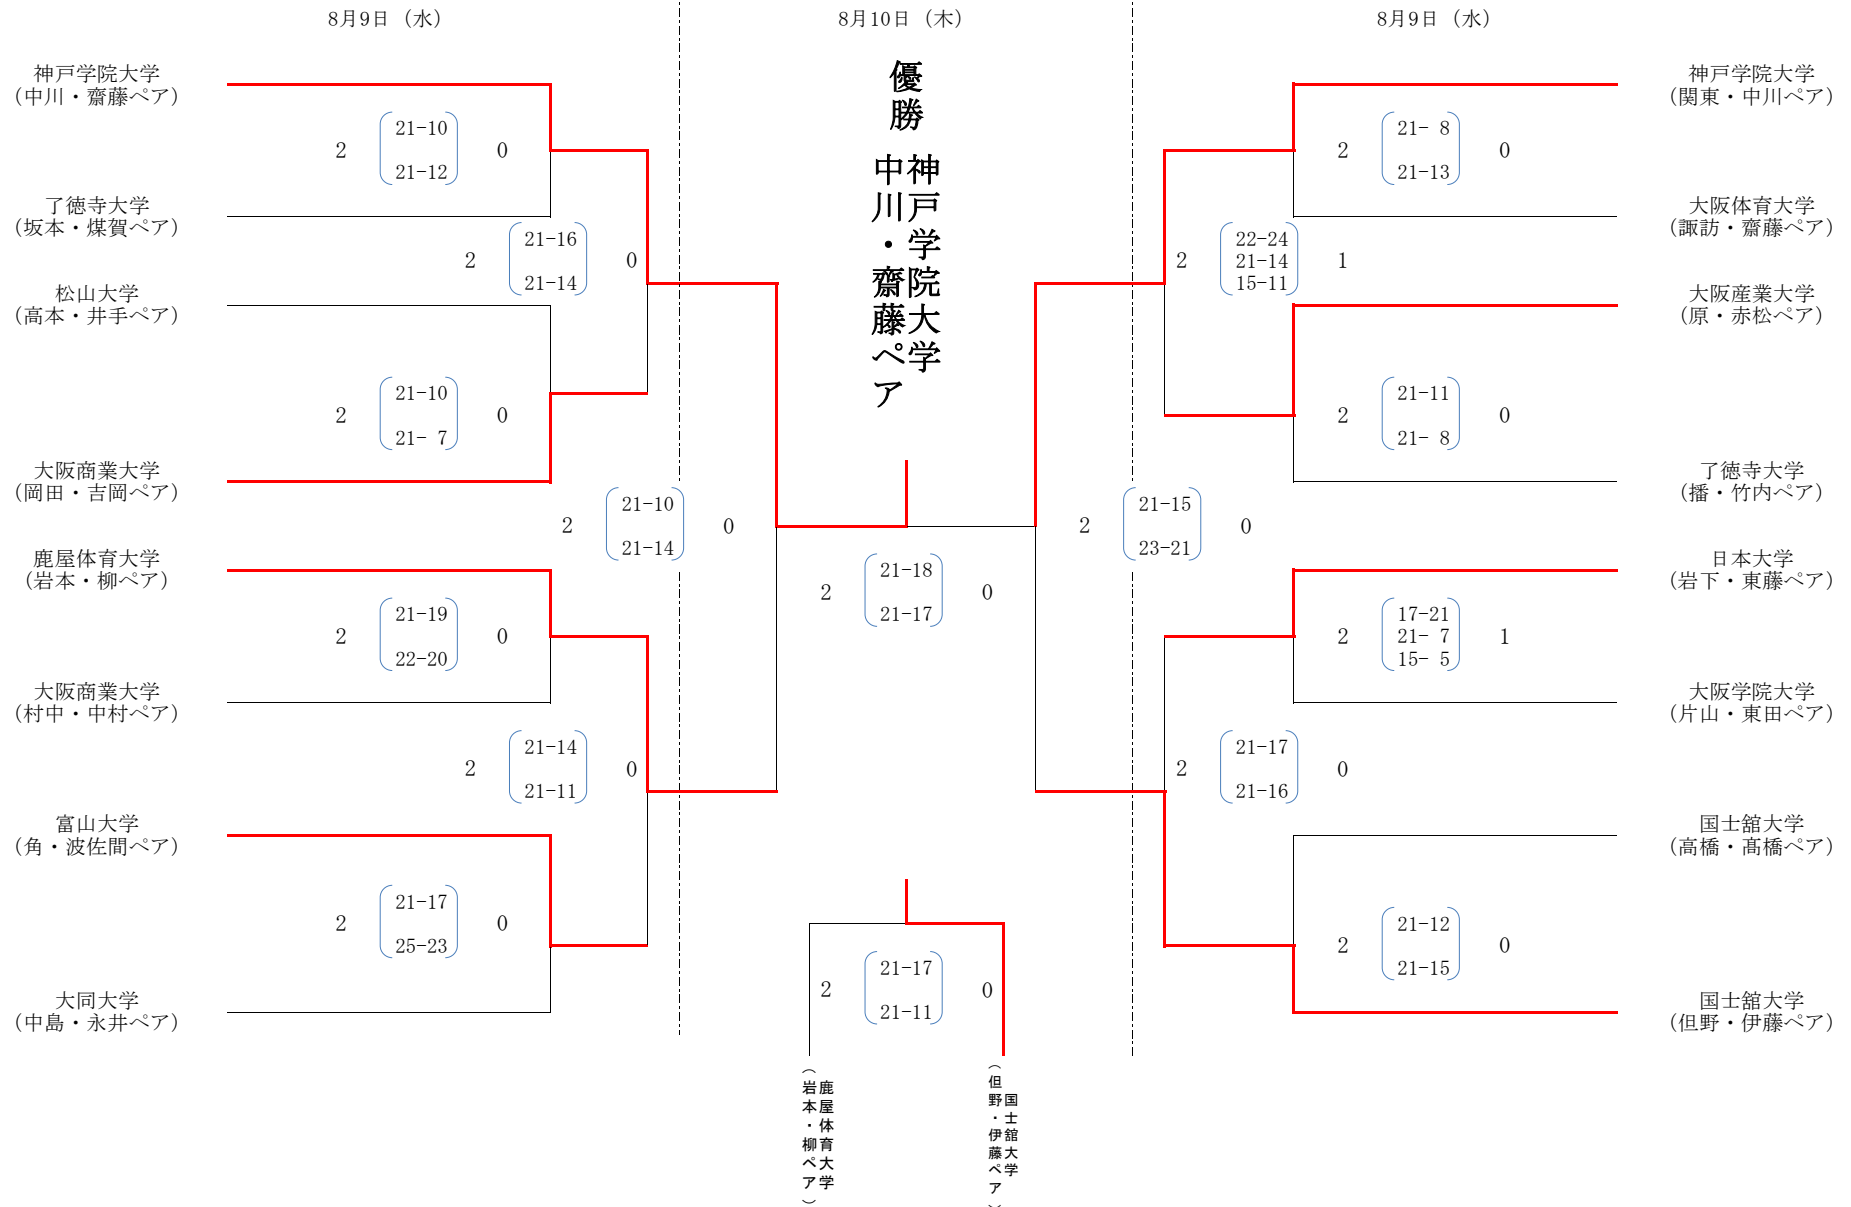 8月9日（水）
8月10日（木）
8月9日（水）
優勝
神戸学院大学
中川・齋藤ペア
神戸学院大学
（中川・齋藤ペア）
2
21-10
21-12
0
了徳寺大学
（坂本・煤賀ペア）
2
21-16
21-14
0
松山大学
（高本・井手ペア）
2
21-10
21- 7
0
大阪商業大学
（岡田・吉岡ペア）
2
21-10
21-14
0
鹿屋体育大学
（岩本・柳ペア）
2
21-19
22-20
0
大阪商業大学
（村中・中村ペア）
2
21-14
21-11
0
富山大学
（角・波佐間ペア）
2
21-17
25-23
0
大同大学
（中島・永井ペア）
2
21-18
21-17
0
2
21-17
21-11
0
鹿屋体育大学
（岩本・柳ペア）
国士舘大学
（但野・伊藤ペア）
神戸学院大学
（関東・中川ペア）
2
21- 8
21-13
0
大阪体育大学
（諏訪・齋藤ペア）
2
22-24
21-14
15-11
1
大阪産業大学
（原・赤松ペア）
2
21-11
21- 8
0
了徳寺大学
（播・竹内ペア）
2
21-15
23-21
0
日本大学
（岩下・東藤ペア）
2
17-21
21- 7
15- 5
1
大阪学院大学
（片山・東田ペア）
2
21-17
21-16
0
国士舘大学
（高橋・髙橋ペア）
2
21-12
21-15
0
国士舘大学
（但野・伊藤ペア）